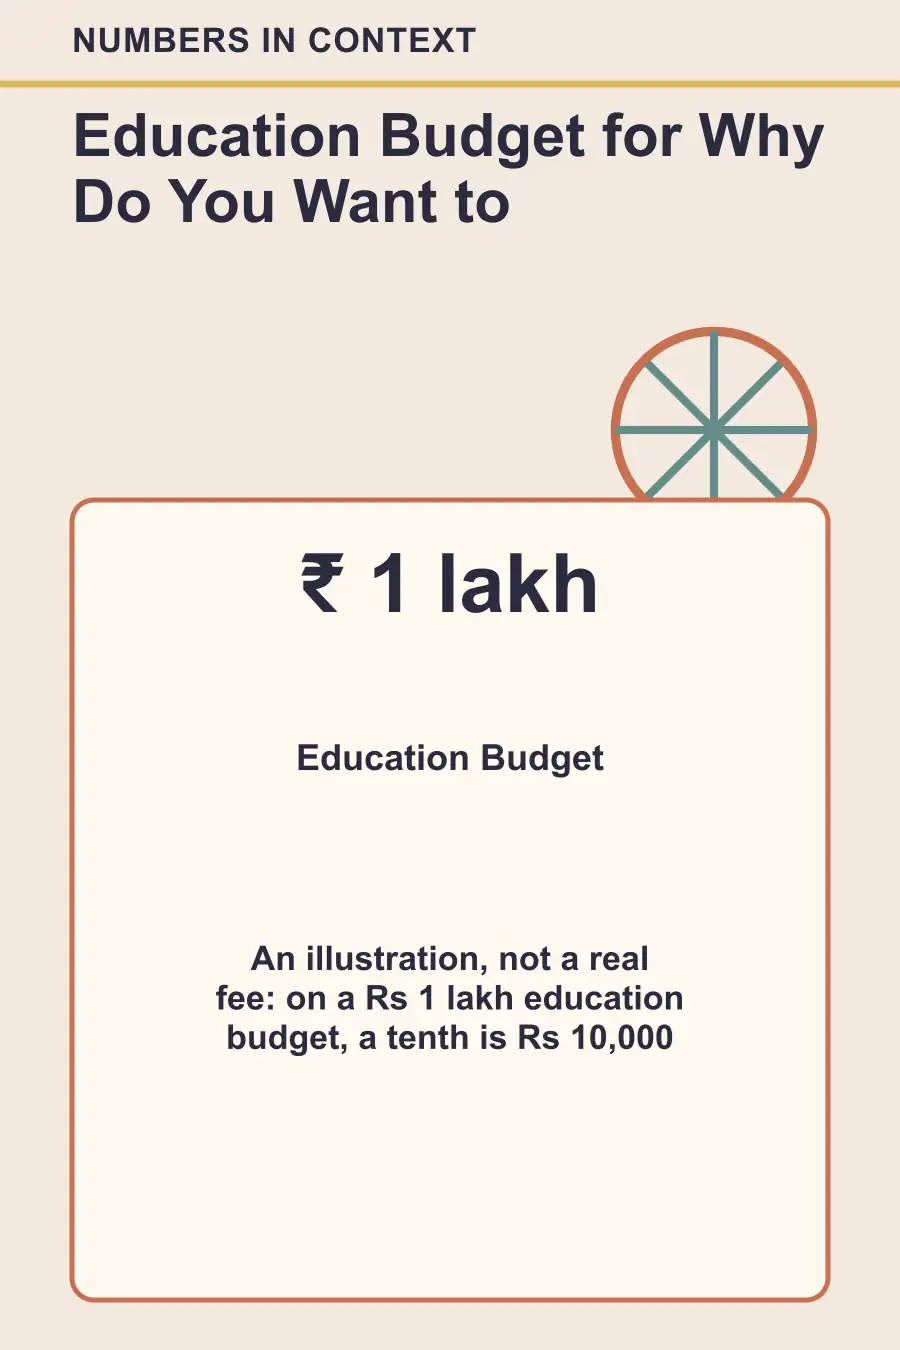 NUMBERS IN CONTEXT
Education Budget for Why
Do You Want to
₹ 1 lakh
Education Budget
An illustration, not a real
fee: on a Rs 1 lakh education
budget, a tenth is Rs 10,000